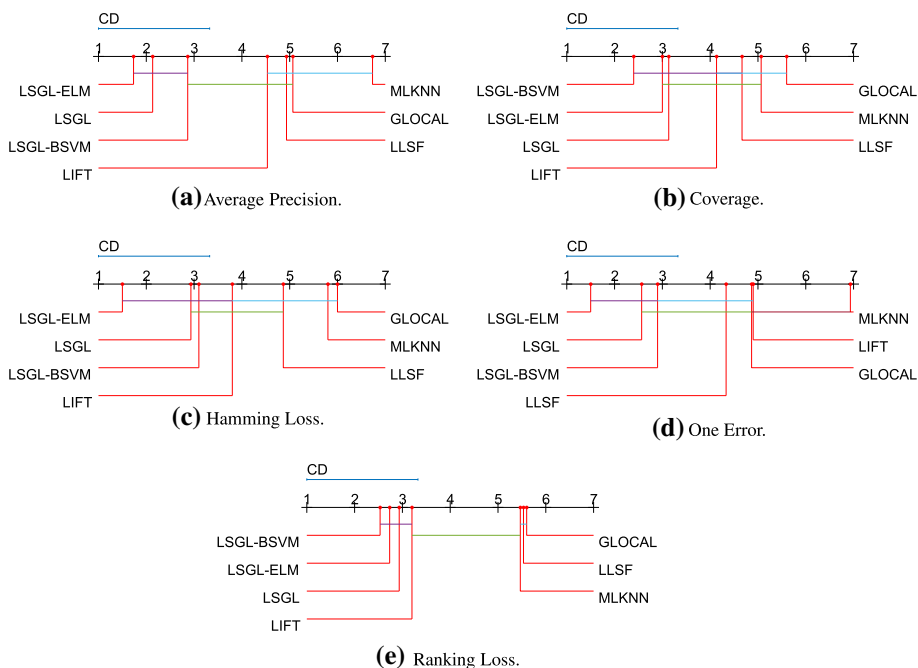 CD
1 2 3 4 5 6 7
LSGL-ELM
LSGL
LSGL-BSVM
LIFT
MLKNN
GLOCAL
LLSF
(a) Average Precision.
CD
1 2 3 4 5 6 7
LSGL-BSVM
LSGL-ELM
LSGL
LIFT
GLOCAL
MLKNN
LLSF
(b) Coverage.
CD
1 2 3 4 5 6 7
LSGL-ELM
LSGL
LSGL-BSVM
LIFT
GLOCAL
MLKNN
LLSF
(c) Hamming Loss.
CD
1 2 3 4 5 6 7
LSGL-ELM
LSGL
LSGL-BSVM
LLSF
MLKNN
LIFT
GLOCAL
(d) One Error.
CD
1 2 3 4 5 6 7
LSGL-BSVM
LSGL-ELM
LSGL
LIFT
GLOCAL
LLSF
MLKNN
(e) Ranking Loss.